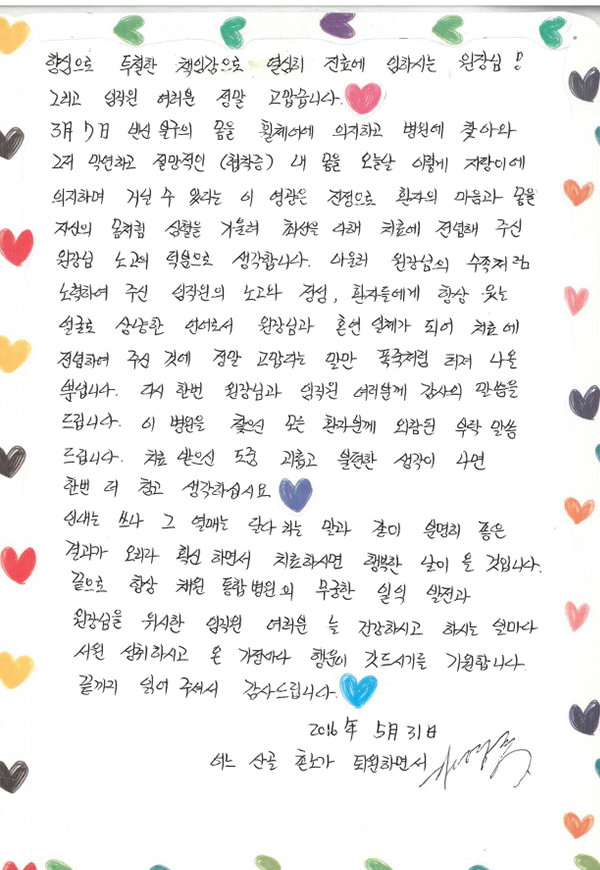 항상으로 투철한 책임감으로 열심히 진료에 임하시는 원장님!!
그리고 임직원 여러분 정말 고맙습니다.
3月 7日 만신 불구의 몸을 휠체어에 의지하고 병원에 찾아와
그저 막연하고 절망적인 (협착증) 내 몸을 오늘날 이렇게 지팡이에
의지하며 거닐 수 있다는 이 영광은 진정으로 환자의 마음과 몸을
자신의 몸처럼 심혈을 기울여 최선을 다해 치료에 전념해 주신
원장님 노고의 덕분으로 생각합니다. 아울러 원장님의 수족처럼
노력하여 주신 임직원의 노고와 정성, 환자들에게 항상 웃는
얼굴로 상냥한 언어로서 원장님과 혼연 일체가 되어 치료에
전념하여 주신 것에 정말 고맙다는 말만 폭죽처럼 터져 나올
뿐입니다. 다시 한번 원장님과 임직원 여러분께 감사의 말씀을
드립니다. 이 병원을 찾으신 모든 환자분께 외람된 부탁 말씀
드립니다. 치료 받으신 도중 괴롭고 불편한 생각이 나면
한번 더 참고 생각하십시요
인내는 쓰나 그 열매는 달다 하는 말과 같이 분명히 좋은
결과가 오리라 확신 하면서 치료하시면 행복한 날이 올 것입니다.
끝으로 항상 채원 통합병원의 무궁한 일익 발전과
원장님을 위시한 임직원 여러분 늘 건강하시고 하시는 일마다
서원 성취하시고 온 가정마다 행운이 깃드시기를 기원합니다.
끝까지 읽어 주셔서 감사드립니다.
2016年 5月 31日
어느 산골 촌노가 퇴원하면서